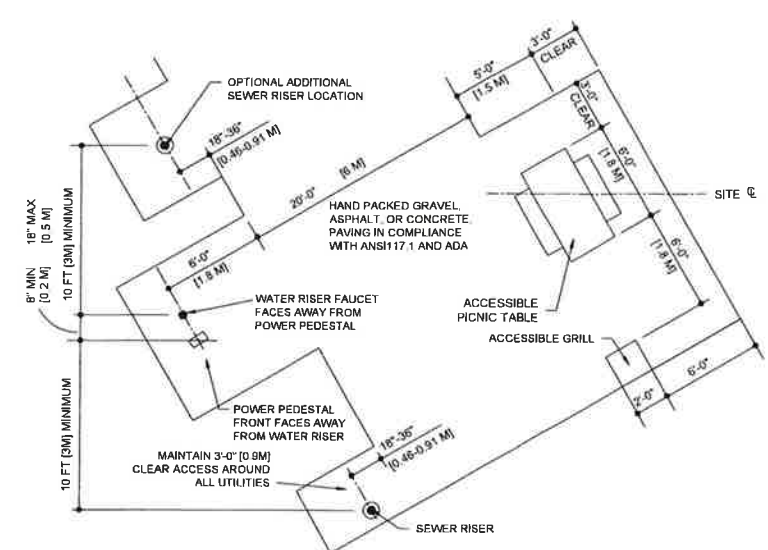 3'-0"
CLEAR
5'-0"
[1.5 M]
OPTIONAL ADDITIONAL
SEWER RISER LOCATION
3'-0"
CLEAR
18"-36"
[0.46-0.91 M]
6'-0"
[1.8 M]
20'-0"
[6 M]
HAND PACKED GRAVEL,
ASPHALT, OR CONCRETE
PAVING IN COMPLIANCE
WITH ANSI117.1 AND ADA
SITE ℄
18" MAX
[0.5 M]
8" MIN
[0.2 M]
10 FT [3M] MINIMUM
6'-0"
[1.8 M]
6'-0"
[1.8 M]
WATER RISER FAUCET
FACES AWAY FROM
POWER PEDESTAL
ACCESSIBLE
PICNIC TABLE
ACCESSIBLE GRILL
2'-0"
6'-0"
POWER PEDESTAL
FRONT FACES AWAY
FROM WATER RISER
10 FT [3M] MINIMUM
MAINTAIN 3'-0" [0.9M]
CLEAR ACCESS AROUND
ALL UTILITIES
18"-36"
[0.46-0.91 M]
SEWER RISER